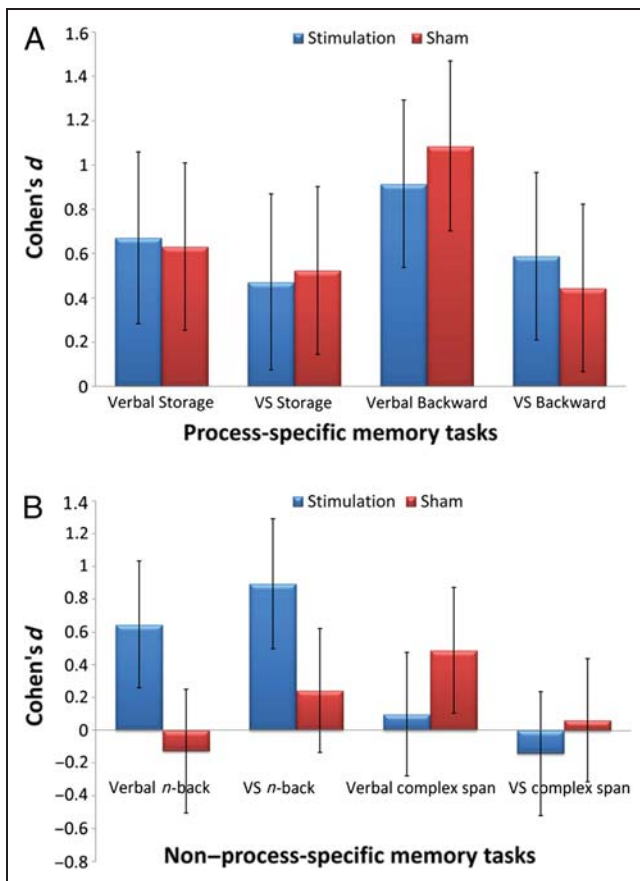 A
1.6
1.4
1.2
1
0.8
0.6
0.4
0.2
0
Cohen's d
Stimulation Sham
Verbal Storage VS Storage Verbal Backward VS Backward
Process-specific memory tasks
B
1.4
1.2
1
0.8
0.6
0.4
0.2
0
−0.2
−0.4
−0.6
−0.8
Cohen's d
Stimulation Sham
Verbal n-back VS n-back Verbal complex span VS complex span
Non–process-specific memory tasks